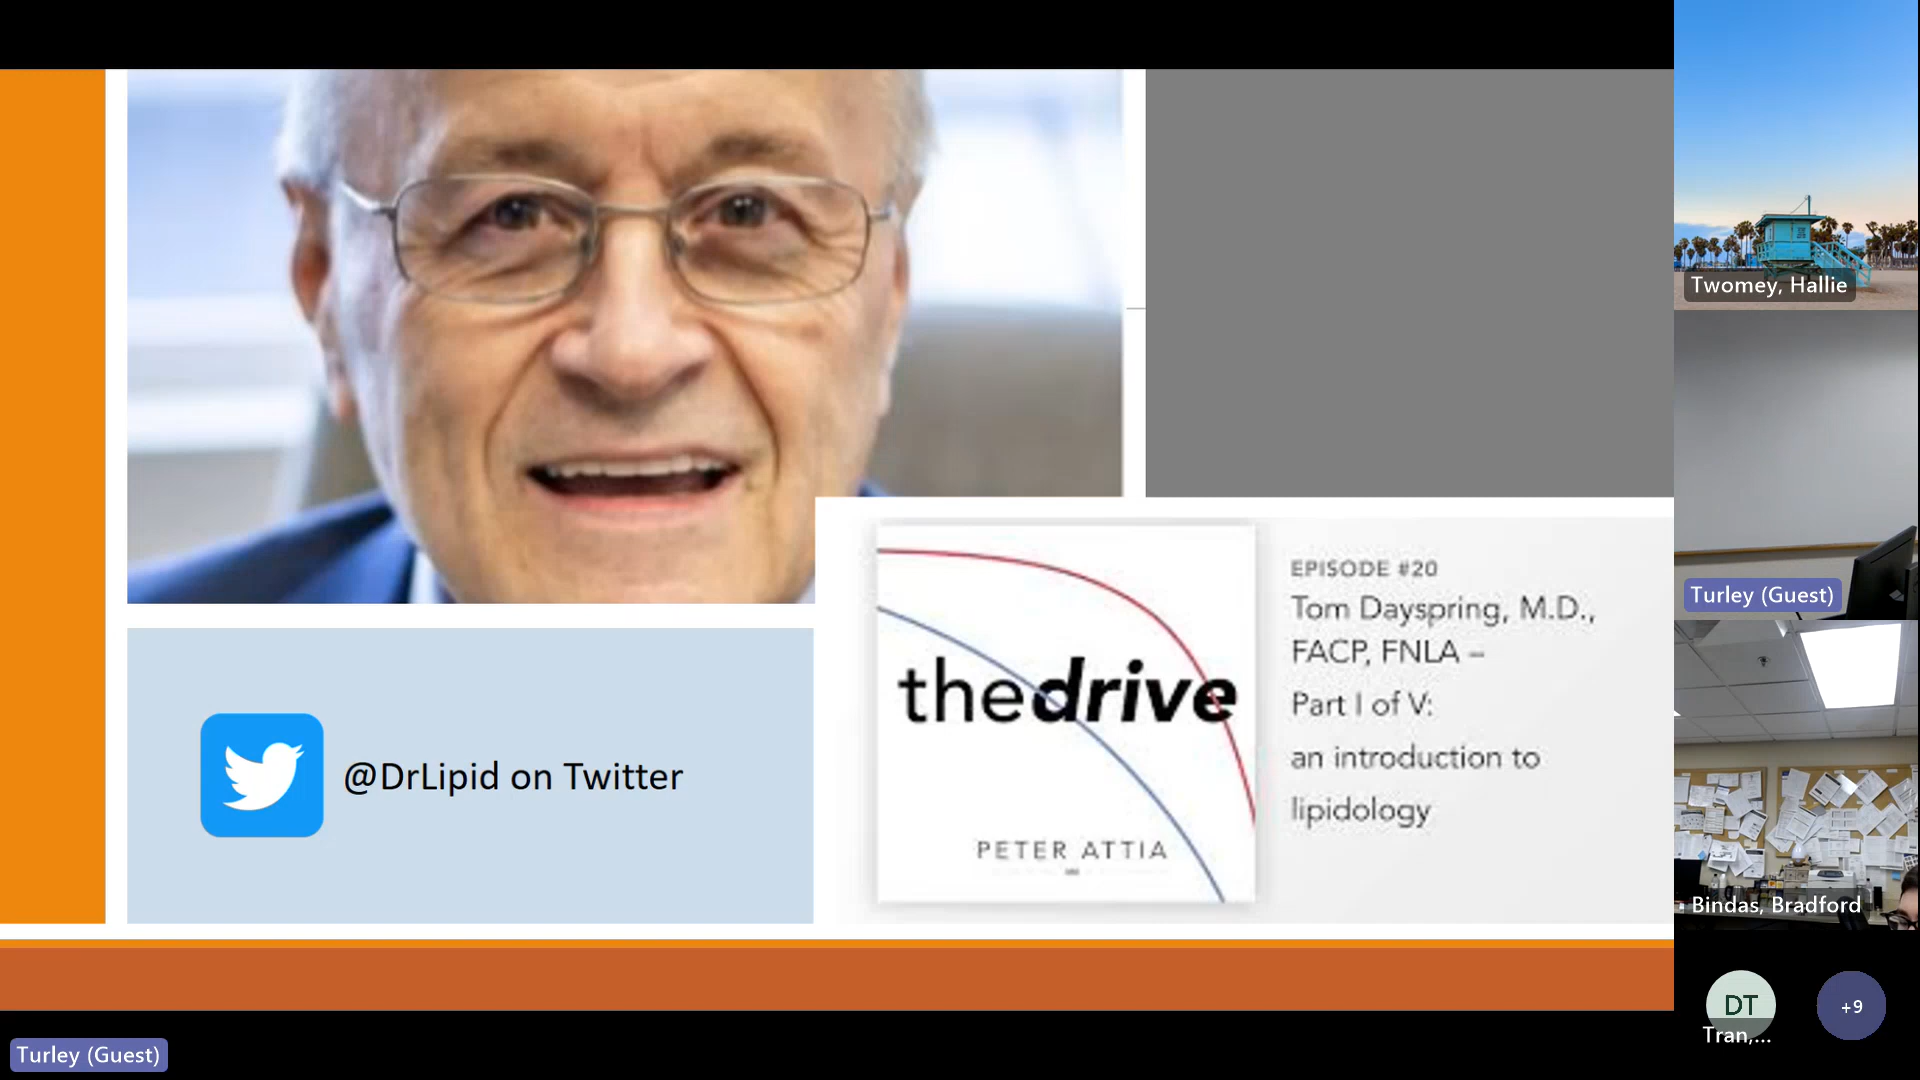 @DrLipid on Twitter
thedrive
PETER ATTIA
EPISODE #20
Tom Dayspring, M.D.,
FACP, FNLA –
Part I of V:
an introduction to
lipidology
Twomey, Hallie
Turley (Guest)
Bindas, Bradford
DT
Tran,...
+9
Turley (Guest)